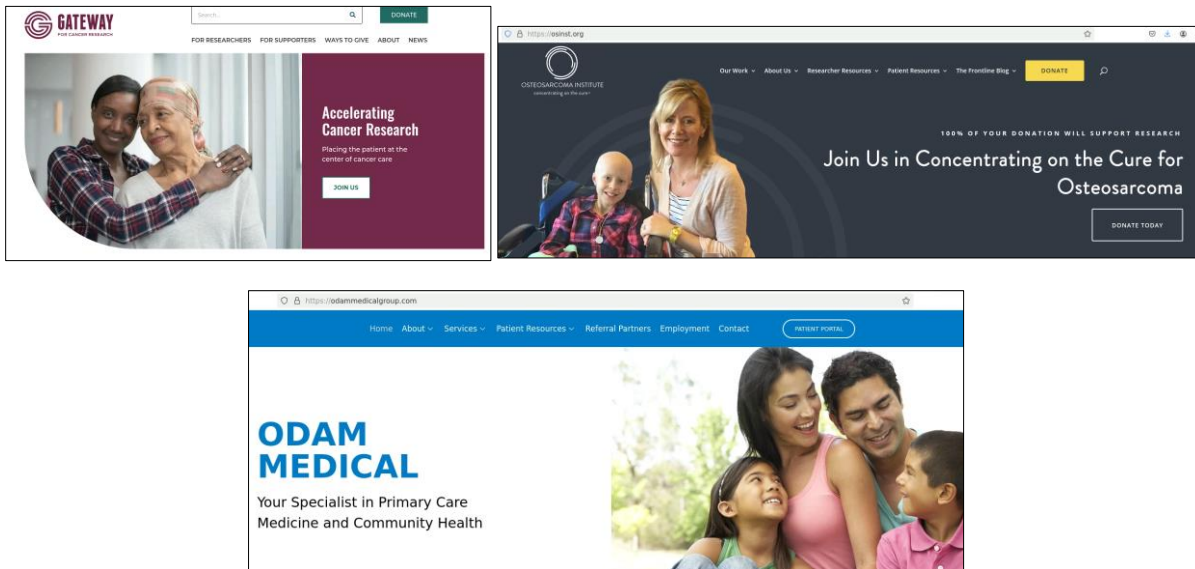 GATEWAY
FOR CANCER RESEARCH
Search...
DONATE
FOR RESEARCHERS FOR SUPPORTERS WAYS TO GIVE ABOUT NEWS
Accelerating
Cancer Research
Placing the patient at the
center of cancer care
JOIN US
https://osinst.org
OSTEOSARCOMA INSTITUTE
concentrating on the cure
Our Work About Us Researcher Resources Patient Resources The Frontline Blog DONATE
100% OF YOUR DONATION WILL SUPPORT RESEARCH
Join Us in Concentrating on the Cure for
Osteosarcoma
DONATE TODAY
https://odammedicalgroup.com
Home About Services Patient Resources Referral Partners Employment Contact PATIENT PORTAL
ODAM
MEDICAL
Your Specialist in Primary Care
Medicine and Community Health